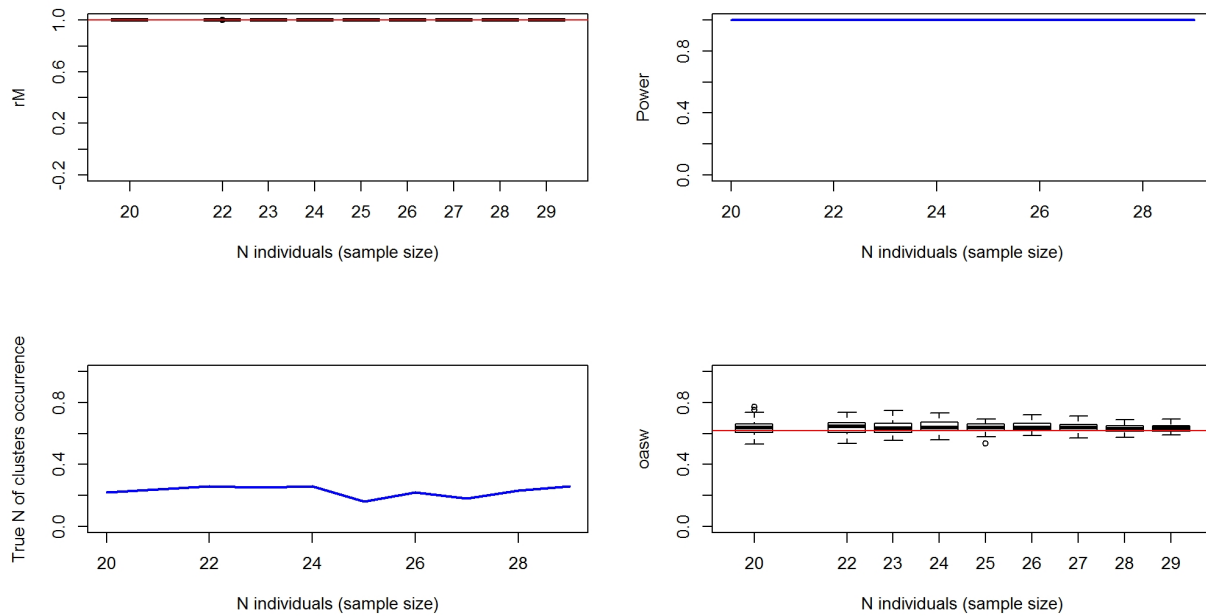 rM
1.0
0.6
0.2
-0.2
20 22 23 24 25 26 27 28 29
N individuals (sample size)
Power
0.8
0.4
0.0
20 22 24 26 28
N individuals (sample size)
True N of clusters occurrence
0.8
0.4
0.0
20 22 24 26 28
N individuals (sample size)
oasw
0.8
0.4
0.0
20 22 23 24 25 26 27 28 29
N individuals (sample size)